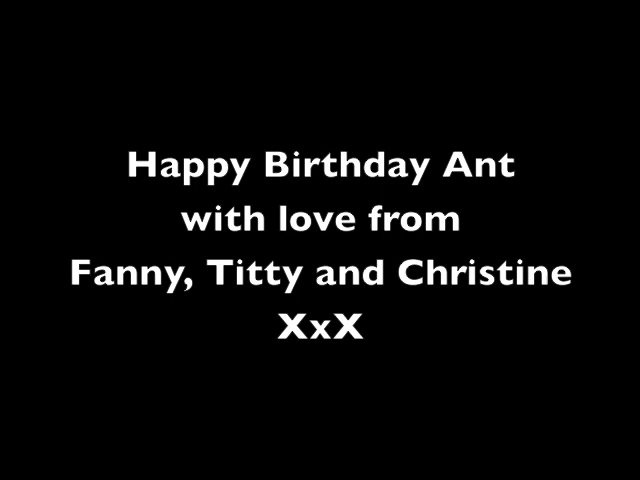 Happy Birthday Ant
with love from
Fanny, Titty and Christine
XxX